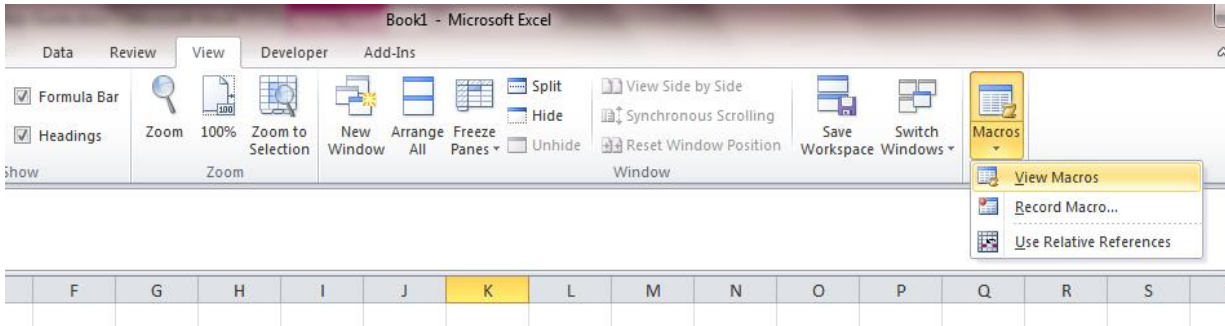 Book1 - Microsoft Excel
Data Review View Developer Add-Ins
Formula Bar
Headings
Zoom
100%
Zoom to
Selection
New
Window
Arrange
All
Freeze
Panes
Split
Hide
Unhide
View Side by Side
Synchronous Scrolling
Reset Window Position
Save
Workspace
Switch
Windows
Macros
Show Zoom Window
View Macros
Record Macro...
Use Relative References
F G H I J K L M N O P Q R S